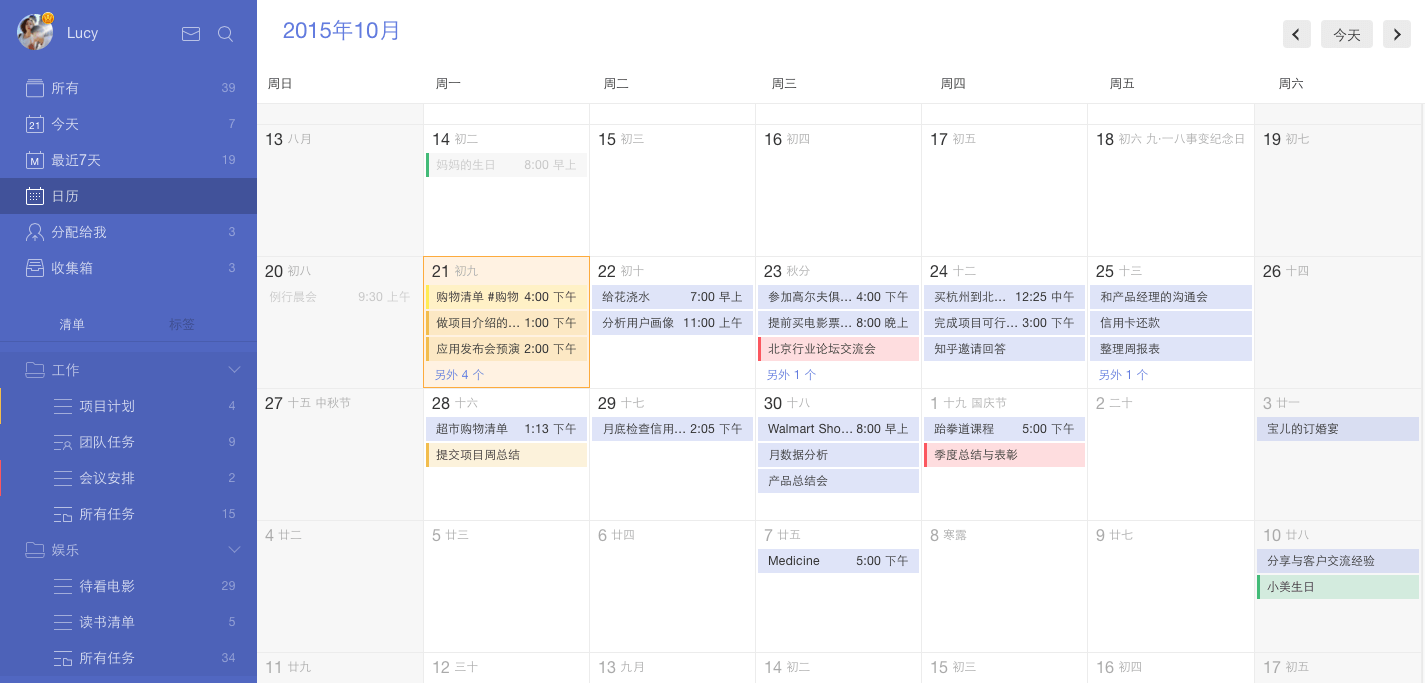 Lucy
所有 39
21 今天 7
M 最近7天 19
日历
分配给我 3
收集箱 3
清单 标签
工作
项目计划 4
团队任务 9
会议安排 2
所有任务 15
娱乐
待看电影 29
读书清单 5
所有任务 34
2015年10月
今天
周日 周一 周二 周三 周四 周五 周六
13 八月
14 初二
妈妈的生日 8:00 早上
15 初三
16 初四
17 初五
18 初六 九·一八事变纪念日
19 初七
20 初八
例行晨会 9:30 上午
21 初九
购物清单 #购物 4:00 下午
做项目介绍的... 1:00 下午
应用发布会预演 2:00 下午
另外 4 个
22 初十
给花浇水 7:00 早上
分析用户画像 11:00 上午
23 秋分
参加高尔夫俱... 4:00 下午
提前买电影票... 8:00 晚上
北京行业论坛交流会
另外 1 个
24 十二
买杭州到北... 12:25 中午
完成项目可行... 3:00 下午
知乎邀请回答
25 十三
和产品经理的沟通会
信用卡还款
整理周报表
另外 1 个
26 十四
27 十五 中秋节
28 十六
超市购物清单 1:13 下午
提交项目周总结
29 十七
月底检查信用... 2:05 下午
30 十八
Walmart Sho... 8:00 早上
月数据分析
产品总结会
1 十九 国庆节
跆拳道课程 5:00 下午
季度总结与表彰
2 二十
3 廿一
宝儿的订婚宴
4 廿二
5 廿三
6 廿四
7 廿五
Medicine 5:00 下午
8 寒露
9 廿七
10 廿八
分享与客户交流经验
小美生日
11 廿九
12 三十
13 九月
14 初二
15 初三
16 初四
17 初五